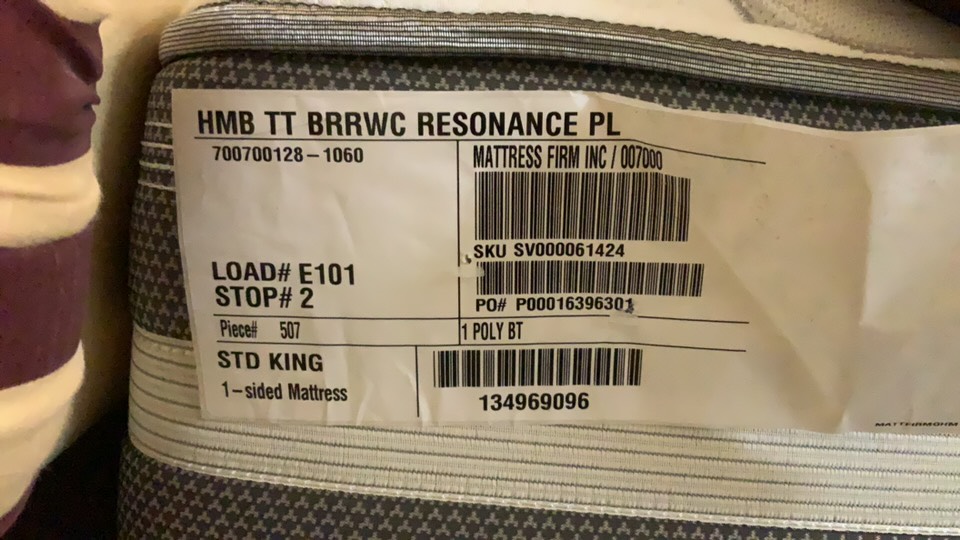 HMB TT BRRWC RESONANCE PL
700700128-1060
MATTRESS FIRM INC / 007000
SKU SV000061424
LOAD# E101
STOP# 2
PO# P00016396301
Piece# 507
1 POLY BT
STD KING
1-sided Mattress
134969096
MATTFIRMOHM